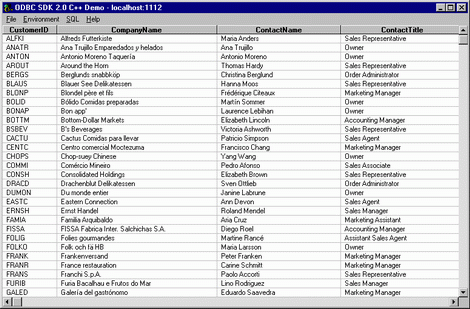 ODBC SDK 2.0 C++ Demo - localhost:1112
File Environment SQL Help
CustomerID CompanyName ContactName ContactTitle
ALFKI Alfreds Futterkiste Maria Anders Sales Representative
ANATR Ana Trujillo Emparedados y helados Ana Trujillo Owner
ANTON Antonio Moreno Taquería Antonio Moreno Owner
AROUT Around the Horn Thomas Hardy Sales Representative
BERGS Berglunds snabbköp Christina Berglund Order Administrator
BLAUS Blauer See Delikatessen Hanna Moos Sales Representative
BLONP Blondel père et fils Frédérique Citeaux Marketing Manager
BOLID Bólido Comidas preparadas Martín Sommer Owner
BONAP Bon app' Laurence Lebihan Owner
BOTTM Bottom-Dollar Markets Elizabeth Lincoln Accounting Manager
BSBEV B's Beverages Victoria Ashworth Sales Representative
CACTU Cactus Comidas para llevar Patricio Simpson Sales Agent
CENTC Centro comercial Moctezuma Francisco Chang Marketing Manager
CHOPS Chop-suey Chinese Yang Wang Owner
COMMI Comércio Mineiro Pedro Afonso Sales Associate
CONSH Consolidated Holdings Elizabeth Brown Sales Representative
DRACD Drachenblut Delikatessen Sven Ottlieb Order Administrator
DUMON Du monde entier Janine Labrune Owner
EASTC Eastern Connection Ann Devon Sales Agent
ERNSH Ernst Handel Roland Mendel Sales Manager
FAMIA Familia Arquibaldo Aria Cruz Marketing Assistant
FISSA FISSA Fabrica Inter. Salchichas S.A. Diego Roel Accounting Manager
FOLIG Folies gourmandes Martine Rancé Assistant Sales Agent
FOLKO Folk och fä HB Maria Larsson Owner
FRANK Frankenversand Peter Franken Marketing Manager
FRANR France restauration Carine Schmitt Marketing Manager
FRANS Franchi S.p.A. Paolo Accorti Sales Representative
FURIB Furia Bacalhau e Frutos do Mar Lino Rodriguez Sales Manager
GALED Galería del gastrónomo Eduardo Saavedra Marketing Manager